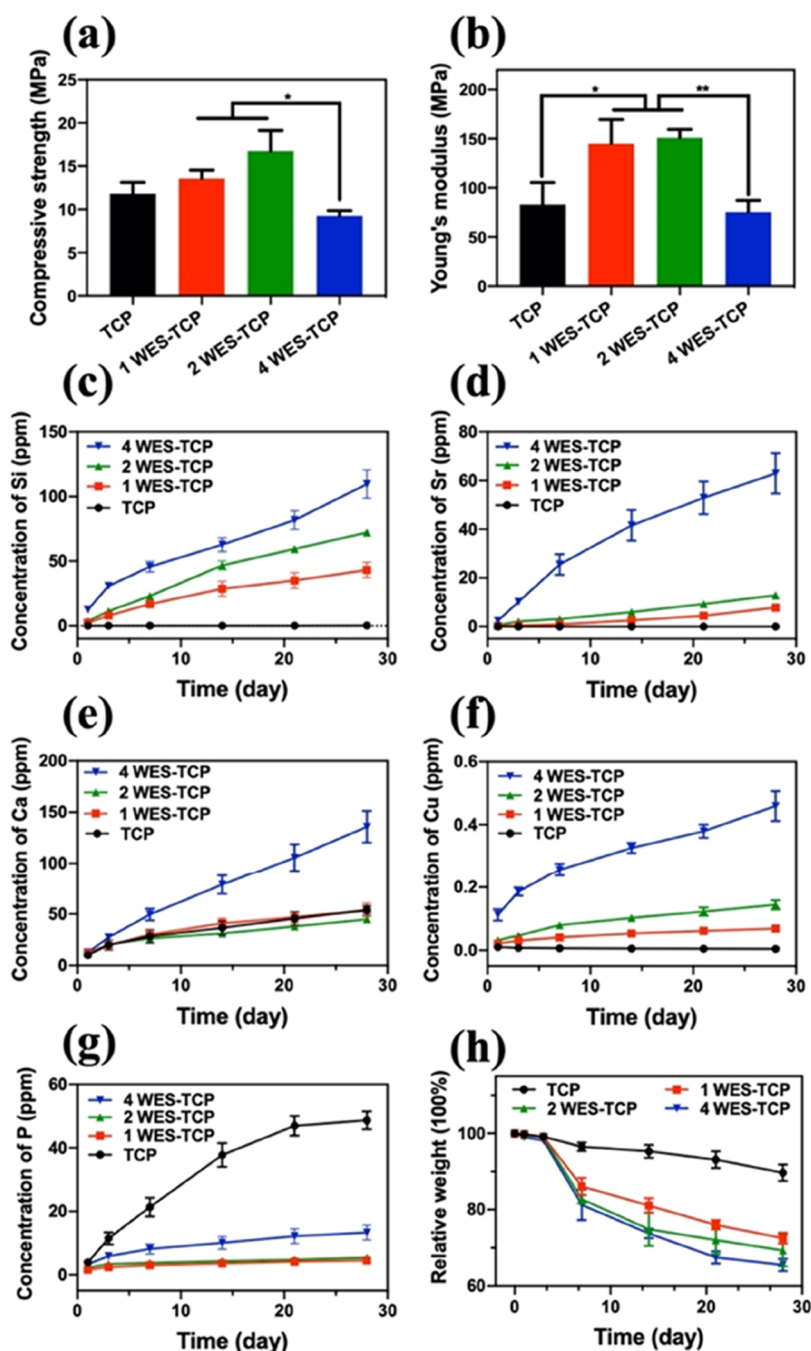 (a)
Compressive strength (MPa)
25
20
15
10
5
0
*
TCP
1 WES-TCP
2 WES-TCP
4 WES-TCP
(b)
Young's modulus (MPa)
200
150
100
50
0
*
**
TCP
1 WES-TCP
2 WES-TCP
4 WES-TCP
(c)
Concentration of Si (ppm)
150
100
50
0
4 WES-TCP
2 WES-TCP
1 WES-TCP
TCP
0 10 20 30
Time (day)
(d)
Concentration of Sr (ppm)
80
60
40
20
0
4 WES-TCP
2 WES-TCP
1 WES-TCP
TCP
0 10 20 30
Time (day)
(e)
Concentration of Ca (ppm)
200
150
100
50
0
4 WES-TCP
2 WES-TCP
1 WES-TCP
TCP
0 10 20 30
Time (day)
(f)
Concentration of Cu (ppm)
0.6
0.4
0.2
0.0
4 WES-TCP
2 WES-TCP
1 WES-TCP
TCP
0 10 20 30
Time (day)
(g)
Concentration of P (ppm)
60
40
20
0
4 WES-TCP
2 WES-TCP
1 WES-TCP
TCP
0 10 20 30
Time (day)
(h)
Relative weight (100%)
100
80
60
TCP
1 WES-TCP
2 WES-TCP
4 WES-TCP
0 10 20 30
Time (day)